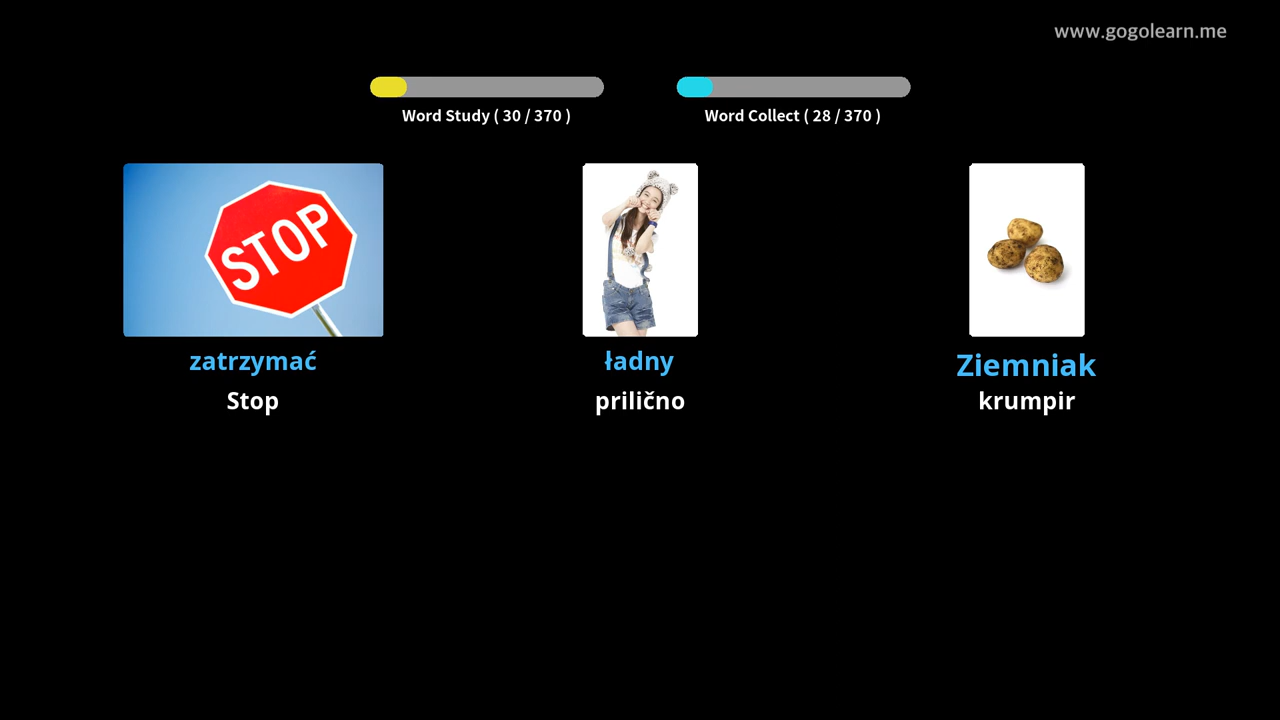 www.gogolearn.me
Word Study ( 30 / 370 )
Word Collect ( 28 / 370 )
STOP
zatrzymać
ładny
Ziemniak
Stop
prilično
krumpir